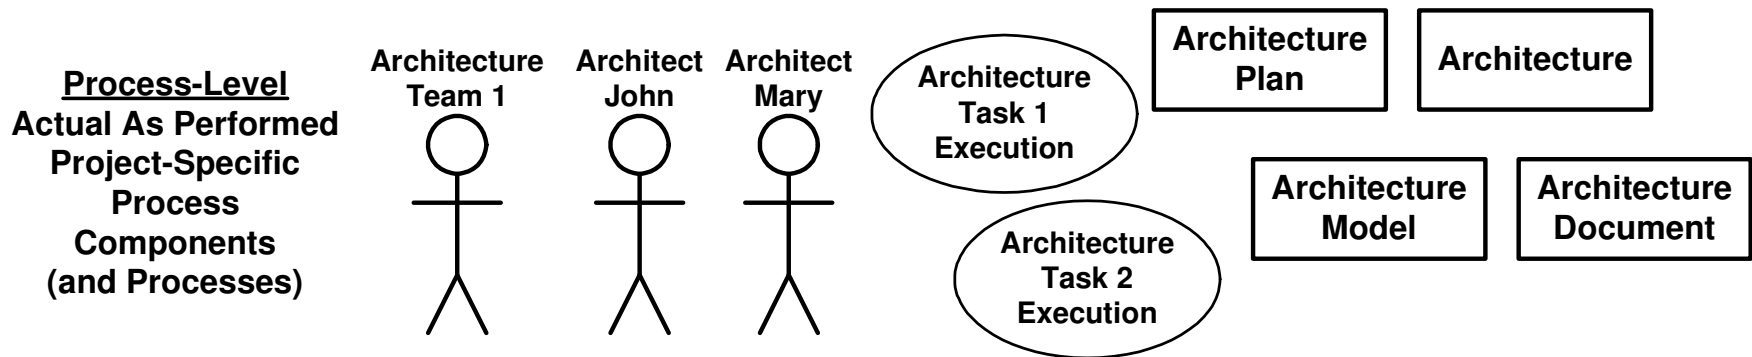 Process-Level
Actual As Performed
Project-Specific
Process
Components
(and Processes)
Architecture
Team 1
Architect
John
Architect
Mary
Architecture
Task 1
Execution
Architecture
Task 2
Execution
Architecture
Plan
Architecture
Architecture
Model
Architecture
Document